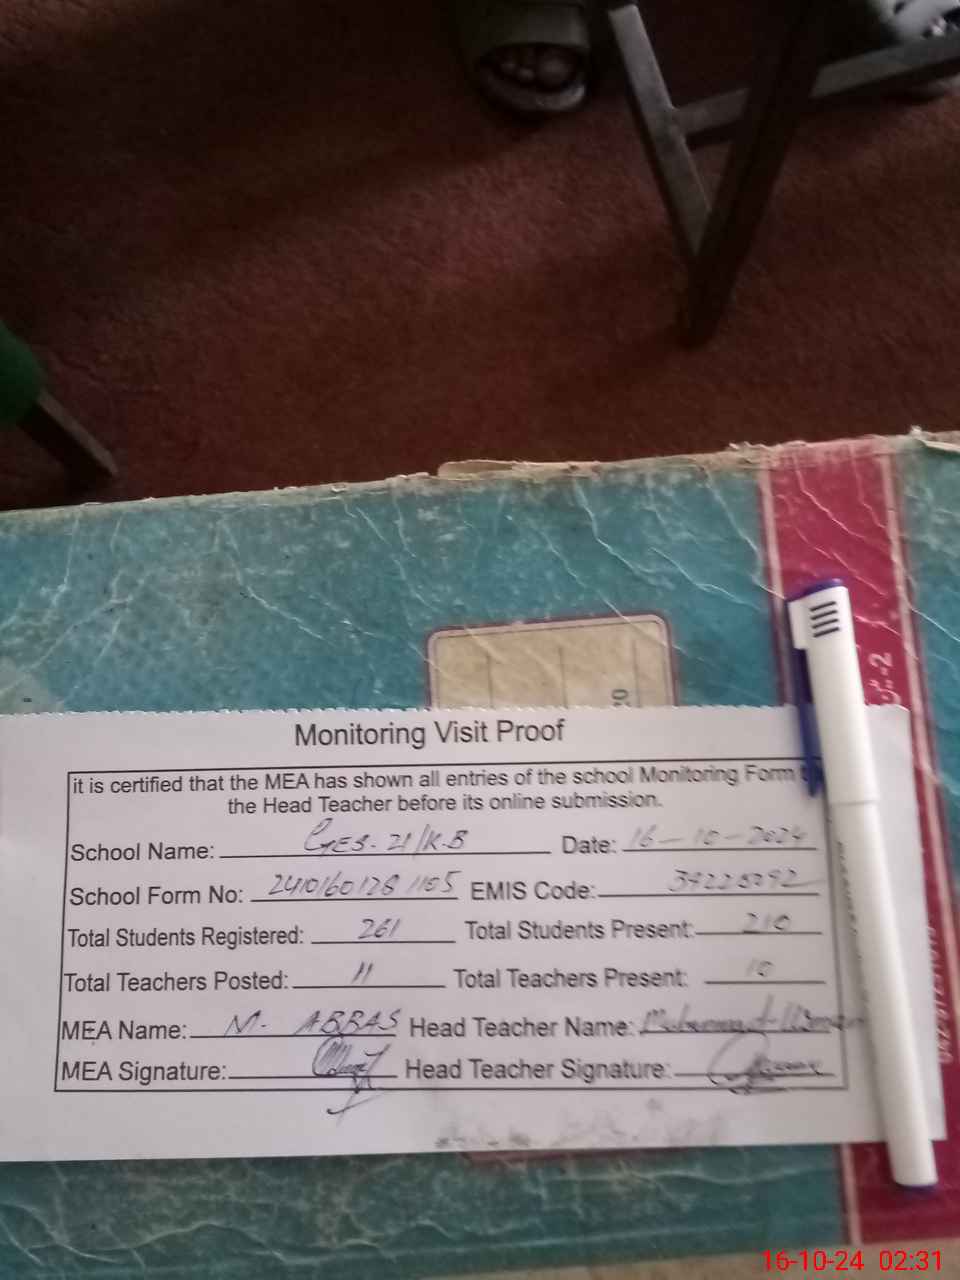 Monitoring Visit Proof
it is certified that the MEA has shown all entries of the school Monitoring Form
the Head Teacher before its online submission.
School Name: GES. 21/K.B Date: 16-10-2024
School Form No: 2410160128 1105 EMIS Code:
Total Students Registered: 261 Total Students Present: 210
Total Teachers Posted: 11 Total Teachers Present: 10
MEA Name: M. ABBAS Head Teacher Name:
MEA Signature: Head Teacher Signature:
16-10-24 02:31